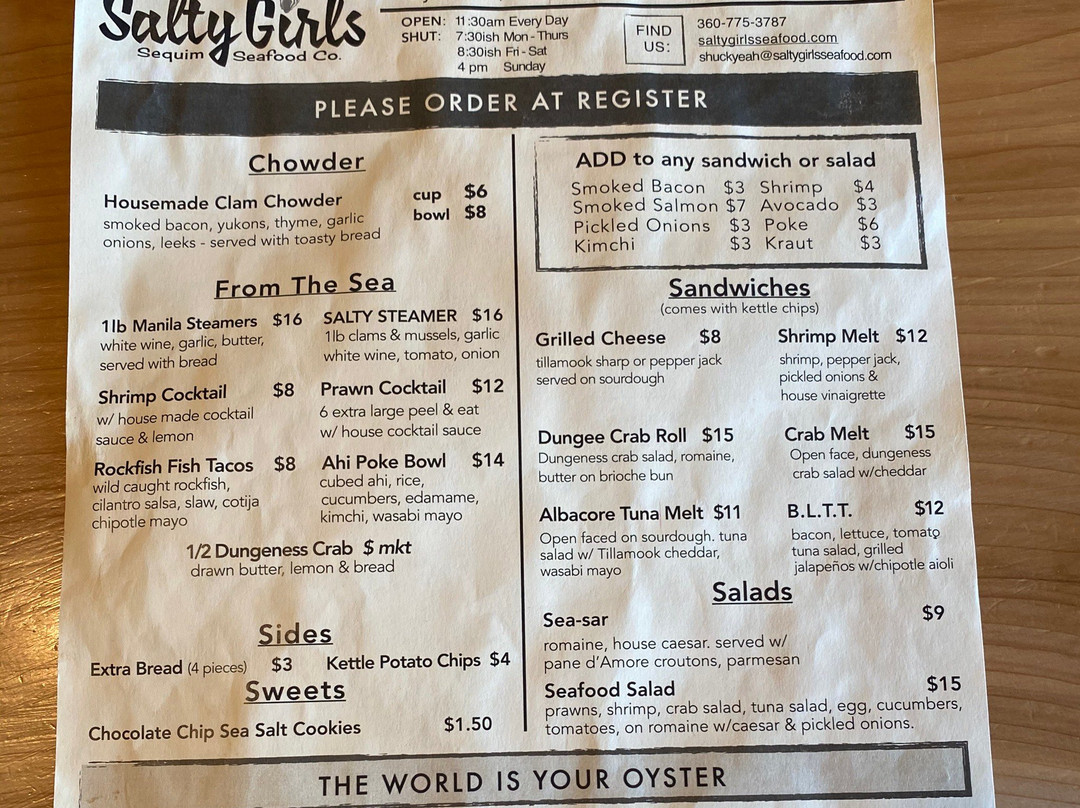 Salty Girls
Sequim Seafood Co.
OPEN: 11:30am Every Day
SHUT: 7:30ish Mon - Thurs
8:30ish Fri - Sat
4 pm Sunday
FIND
US:
360-775-3787
saltygirlsseafood.com
shuckyeah@saltygirlsseafood.com
PLEASE ORDER AT REGISTER
Chowder
Housemade Clam Chowder cup $6
bowl $8
smoked bacon, yukons, thyme, garlic
onions, leeks - served with toasty bread
From The Sea
1lb Manila Steamers $16
white wine, garlic, butter,
served with bread
SALTY STEAMER $16
1lb clams & mussels, garlic
white wine, tomato, onion
Shrimp Cocktail $8
w/ house made cocktail
sauce & lemon
Prawn Cocktail $12
6 extra large peel & eat
w/ house cocktail sauce
Rockfish Fish Tacos $8
wild caught rockfish,
cilantro salsa, slaw, cotija
chipotle mayo
Ahi Poke Bowl $14
cubed ahi, rice,
cucumbers, edamame,
kimchi, wasabi mayo
1/2 Dungeness Crab $ mkt
drawn butter, lemon & bread
Sides
Extra Bread (4 pieces) $3
Kettle Potato Chips $4
Sweets
Chocolate Chip Sea Salt Cookies $1.50
ADD to any sandwich or salad
Smoked Bacon $3 Shrimp $4
Smoked Salmon $7 Avocado $3
Pickled Onions $3 Poke $6
Kimchi $3 Kraut $3
Sandwiches
(comes with kettle chips)
Grilled Cheese $8
tillamook sharp or pepper jack
served on sourdough
Shrimp Melt $12
shrimp, pepper jack,
pickled onions &
house vinaigrette
Dungee Crab Roll $15
Dungeness crab salad, romaine,
butter on brioche bun
Crab Melt $15
Open face, dungeness
crab salad w/cheddar
Albacore Tuna Melt $11
Open faced on sourdough. tuna
salad w/ Tillamook cheddar,
wasabi mayo
B.L.T.T. $12
bacon, lettuce, tomato
tuna salad, grilled
jalapeños w/chipotle aioli
Salads
Sea-sar $9
romaine, house caesar. served w/
pane d'Amore croutons, parmesan
Seafood Salad $15
prawns, shrimp, crab salad, tuna salad, egg, cucumbers,
tomatoes, on romaine w/caesar & pickled onions.
THE WORLD IS YOUR OYSTER